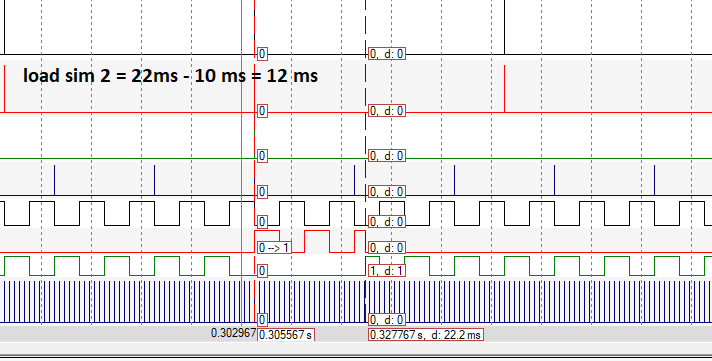 0 0, d: 0
load sim 2 = 22ms - 10 ms = 12 ms
0 0, d: 0
0 0, d: 0
0 0, d: 0
0 0, d: 0
0 --> 1 0, d: 0
0 1, d: 1
0 0, d: 0
0.302967 0.305567 s 0.327767 s, d: 22.2 ms